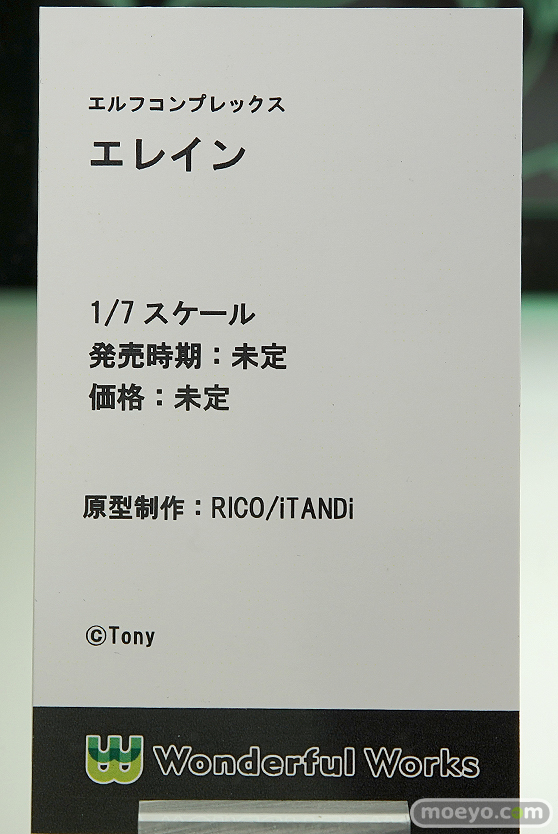 エルフコンプレックス
エレイン
1/7 スケール
発売時期：未定
価格：未定
原型制作：RICO/iTANDi
©Tony
Wonderful Works
moeyo.com